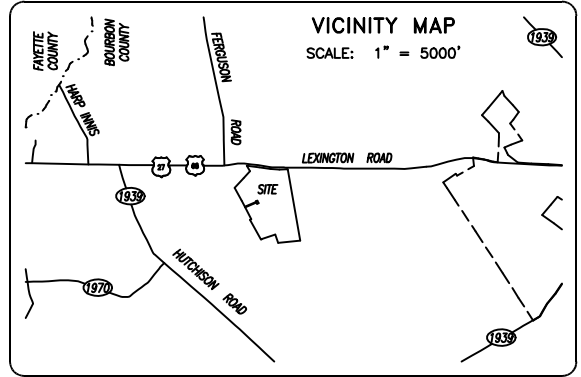 VICINITY MAP
SCALE: 1" = 5000'
FAYETTE
COUNTY
BOURBON
COUNTY
HARP INNIS
FERGUSON ROAD
1939
27
68
LEXINGTON ROAD
SITE
1939
HUTCHISON ROAD
1970
1939